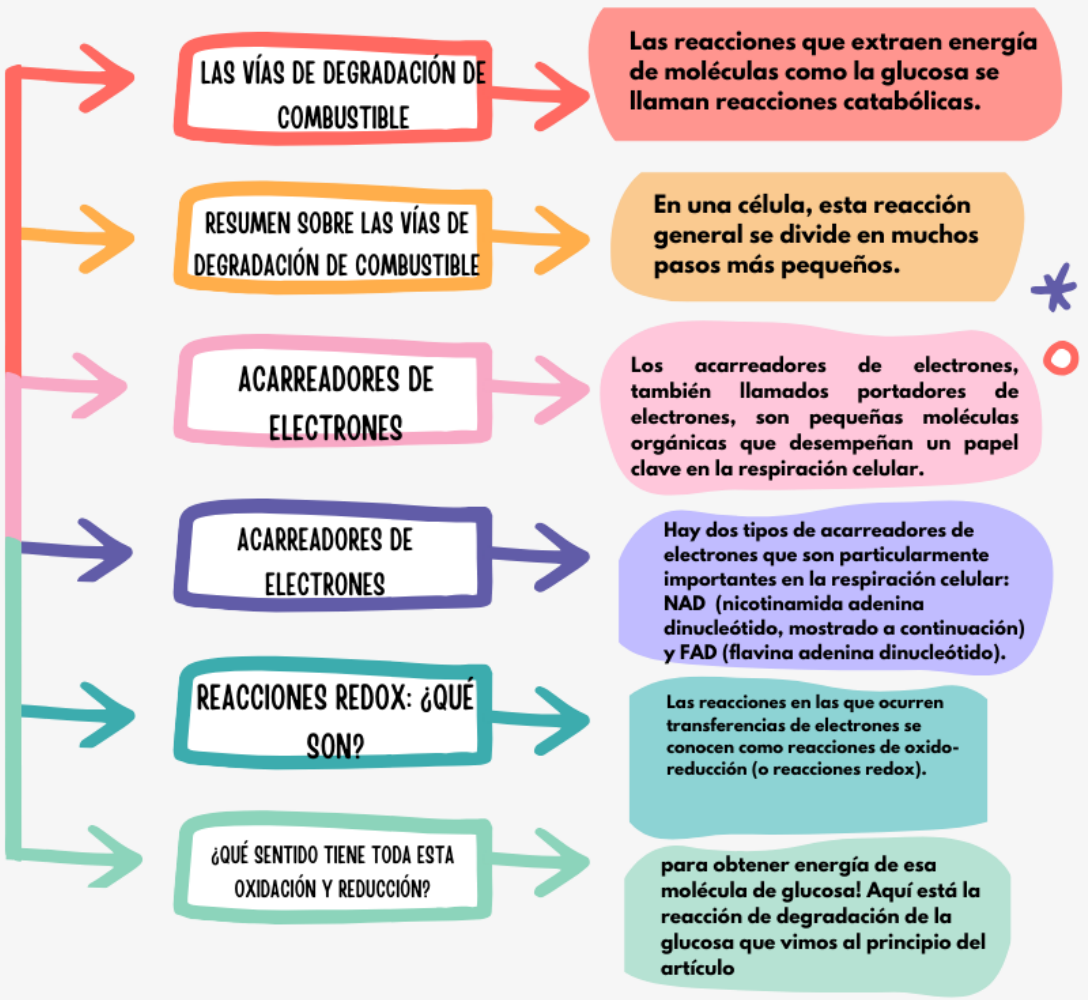 LAS VÍAS DE DEGRADACIÓN DE
COMBUSTIBLE
Las reacciones que extraen energía
de moléculas como la glucosa se
llaman reacciones catabólicas.
RESUMEN SOBRE LAS VÍAS DE
DEGRADACIÓN DE COMBUSTIBLE
En una célula, esta reacción
general se divide en muchos
pasos más pequeños.
ACARREADORES DE
ELECTRONES
Los acarreadores de electrones,
también llamados portadores de
electrones, son pequeñas moléculas
orgánicas que desempeñan un papel
clave en la respiración celular.
ACARREADORES DE
ELECTRONES
Hay dos tipos de acarreadores de
electrones que son particularmente
importantes en la respiración celular:
NAD (nicotinamida adenina
dinucleótido, mostrado a continuación)
y FAD (flavina adenina dinucleótido).
REACCIONES REDOX: ¿QUÉ
SON?
Las reacciones en las que ocurren
transferencias de electrones se
conocen como reacciones de oxido-
reducción (o reacciones redox).
¿QUÉ SENTIDO TIENE TODA ESTA
OXIDACIÓN Y REDUCCIÓN?
para obtener energía de esa
molécula de glucosa! Aquí está la
reacción de degradación de la
glucosa que vimos al principio del
artículo